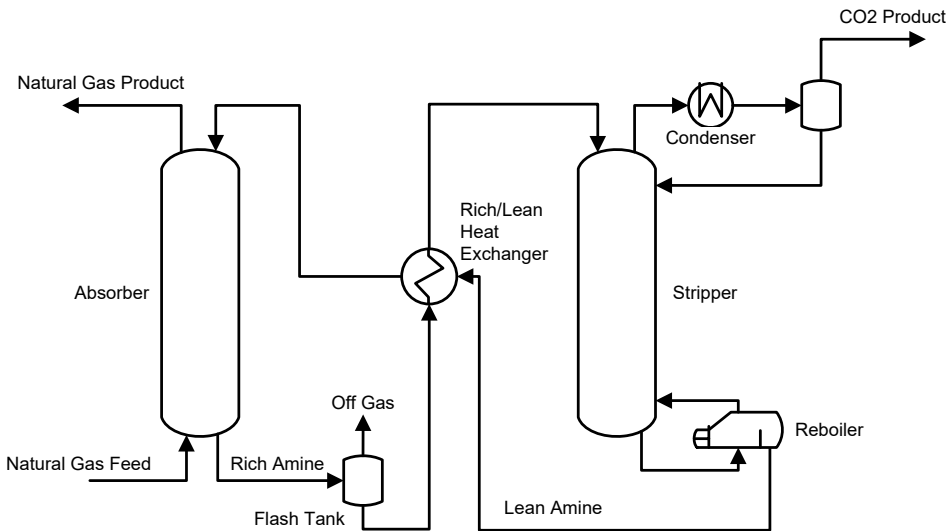 CO2 Product
Natural Gas Product
Condenser
Rich/Lean
Heat
Exchanger
Absorber
Stripper
Off Gas
Reboiler
Natural Gas Feed
Rich Amine
Lean Amine
Flash Tank